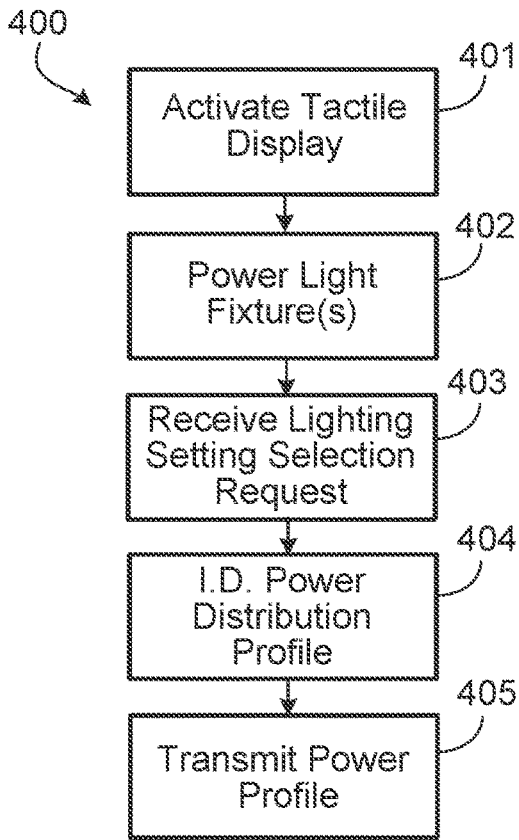 400
401
Activate Tactile
Display
402
Power Light
Fixture(s)
403
Receive Lighting
Setting Selection
Request
404
I.D. Power
Distribution
Profile
405
Transmit Power
Profile